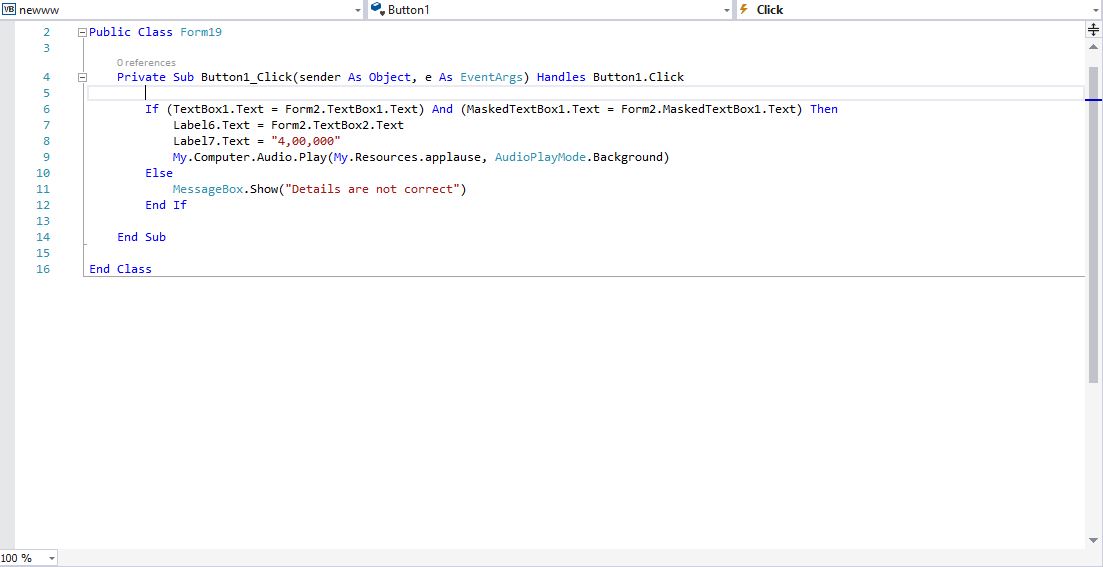 VB newww Button1 Click
2 Public Class Form19
3
0 references
4 Private Sub Button1_Click(sender As Object, e As EventArgs) Handles Button1.Click
5
6 If (TextBox1.Text = Form2.TextBox1.Text) And (MaskedTextBox1.Text = Form2.MaskedTextBox1.Text) Then
7 Label6.Text = Form2.TextBox2.Text
8 Label7.Text = "4,00,000"
9 My.Computer.Audio.Play(My.Resources.applause, AudioPlayMode.Background)
10 Else
11 MessageBox.Show("Details are not correct")
12 End If
13
14 End Sub
15
16 End Class
100 %